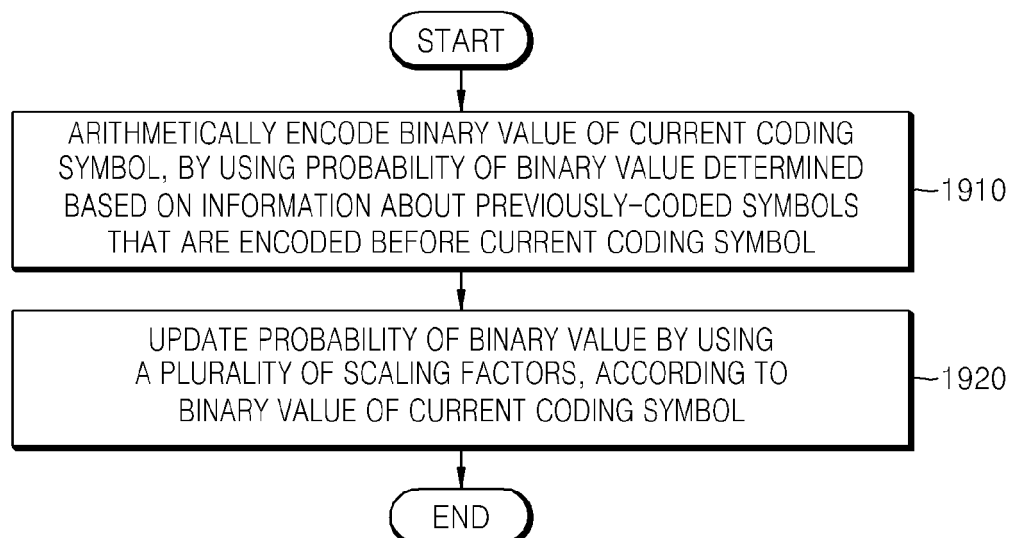 START
ARITHMETICALLY ENCODE BINARY VALUE OF CURRENT CODING
SYMBOL, BY USING PROBABILITY OF BINARY VALUE DETERMINED
BASED ON INFORMATION ABOUT PREVIOUSLY-CODED SYMBOLS
THAT ARE ENCODED BEFORE CURRENT CODING SYMBOL
1910
UPDATE PROBABILITY OF BINARY VALUE BY USING
A PLURALITY OF SCALING FACTORS, ACCORDING TO
BINARY VALUE OF CURRENT CODING SYMBOL
1920
END